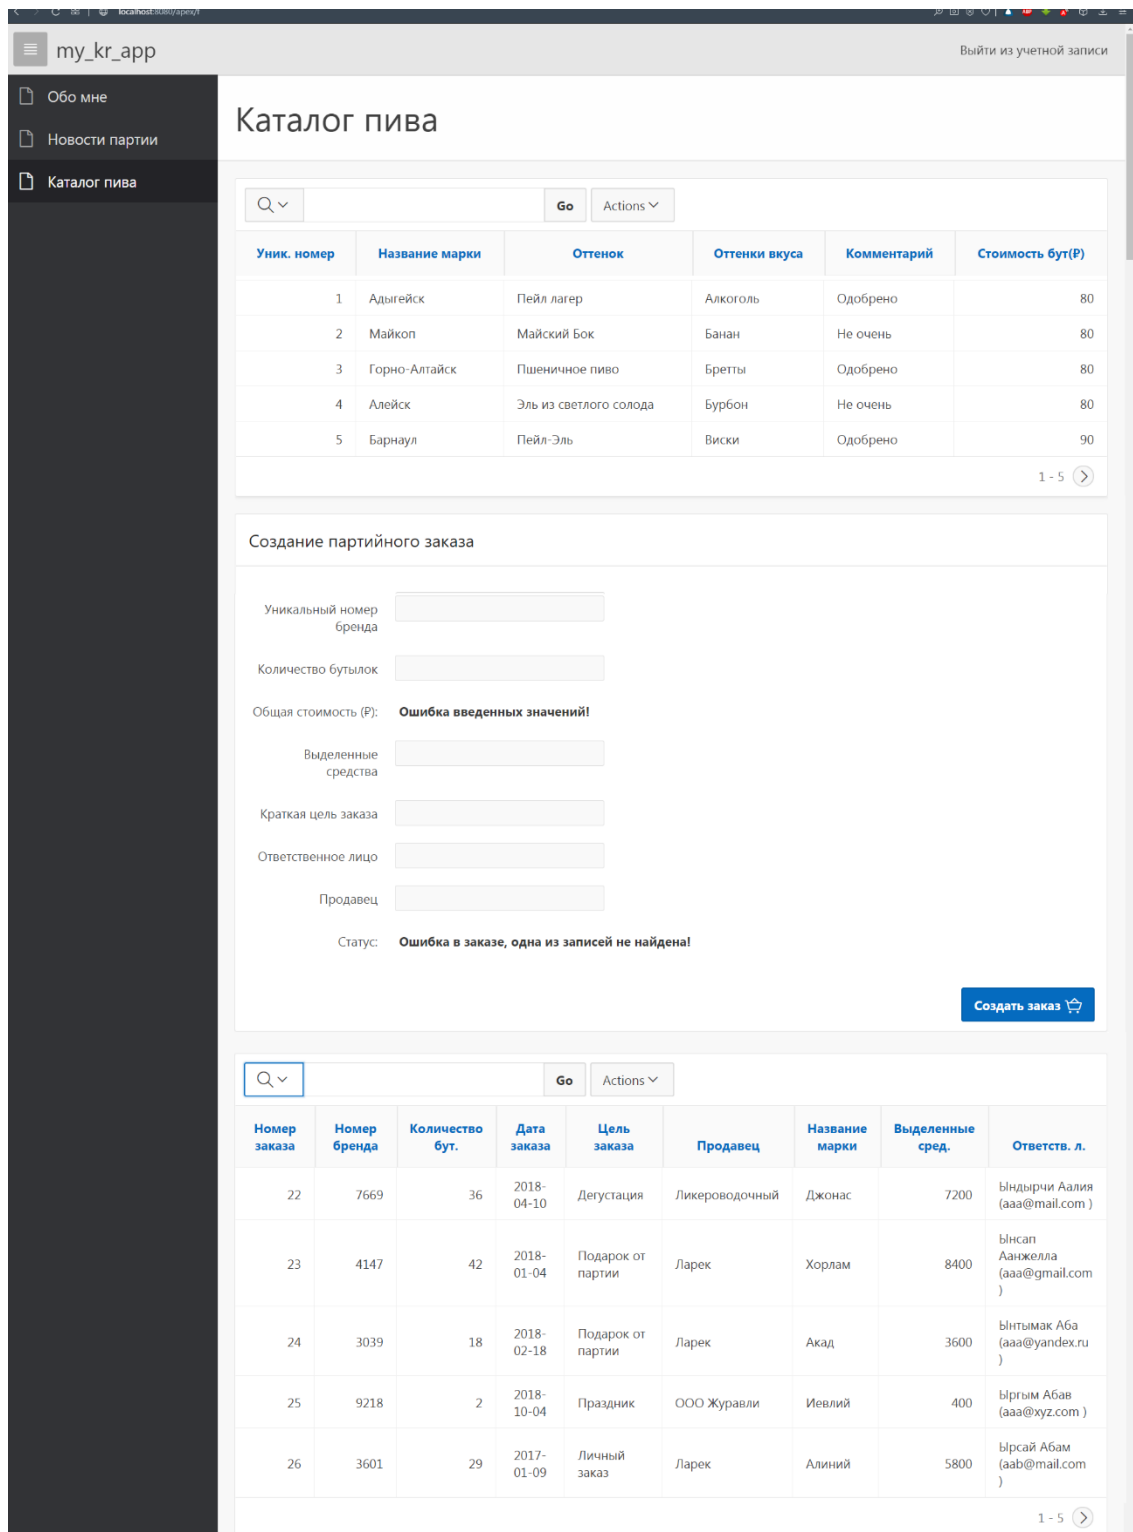 localhost:8080/apex/f
my_kr_app
Выйти из учетной записи
Обо мне
Новости партии
Каталог пива
Каталог пива
Go Actions
Уник. номер Название марки Оттенок Оттенки вкуса Комментарий Стоимость бут(₽)
1 Адыгейск Пейл лагер Алкоголь Одобрено 80
2 Майкоп Майский Бок Банан Не очень 80
3 Горно-Алтайск Пшеничное пиво Бретты Одобрено 80
4 Алейск Эль из светлого солода Бурбон Не очень 80
5 Барнаул Пейл-Эль Виски Одобрено 90
1 - 5
Создание партийного заказа
Уникальный номер
бренда
Количество бутылок
Общая стоимость (₽): Ошибка введенных значений!
Выделенные
средства
Краткая цель заказа
Ответственное лицо
Продавец
Статус: Ошибка в заказе, одна из записей не найдена!
Создать заказ
Go Actions
Номер Номер Количество Дата Цель Название Выделенные
заказа бренда бут. заказа заказа Продавец марки сред. Ответств. л.
22 7669 36 2018- Дегустация Ликероводочный Джонас 7200 Ындырчи Аалия
04-10 (aaa@mail.com )
Ынсап
23 4147 42 2018- Подарок от Ларек Хорлам 8400 Аанжелла
01-04 партии (aaa@gmail.com
)
24 3039 18 2018- Подарок от Ларек Акад 3600 Ынтымак Аба
02-18 партии (aaa@yandex.ru
)
25 9218 2 2018- Праздник ООО Журавли Иевлий 400 Ыргым Абав
10-04 (aaa@xyz.com )
26 3601 29 2017- Личный Ларек Алиний 5800 Ырсай Абам
01-09 заказ (aab@mail.com
)
1 - 5